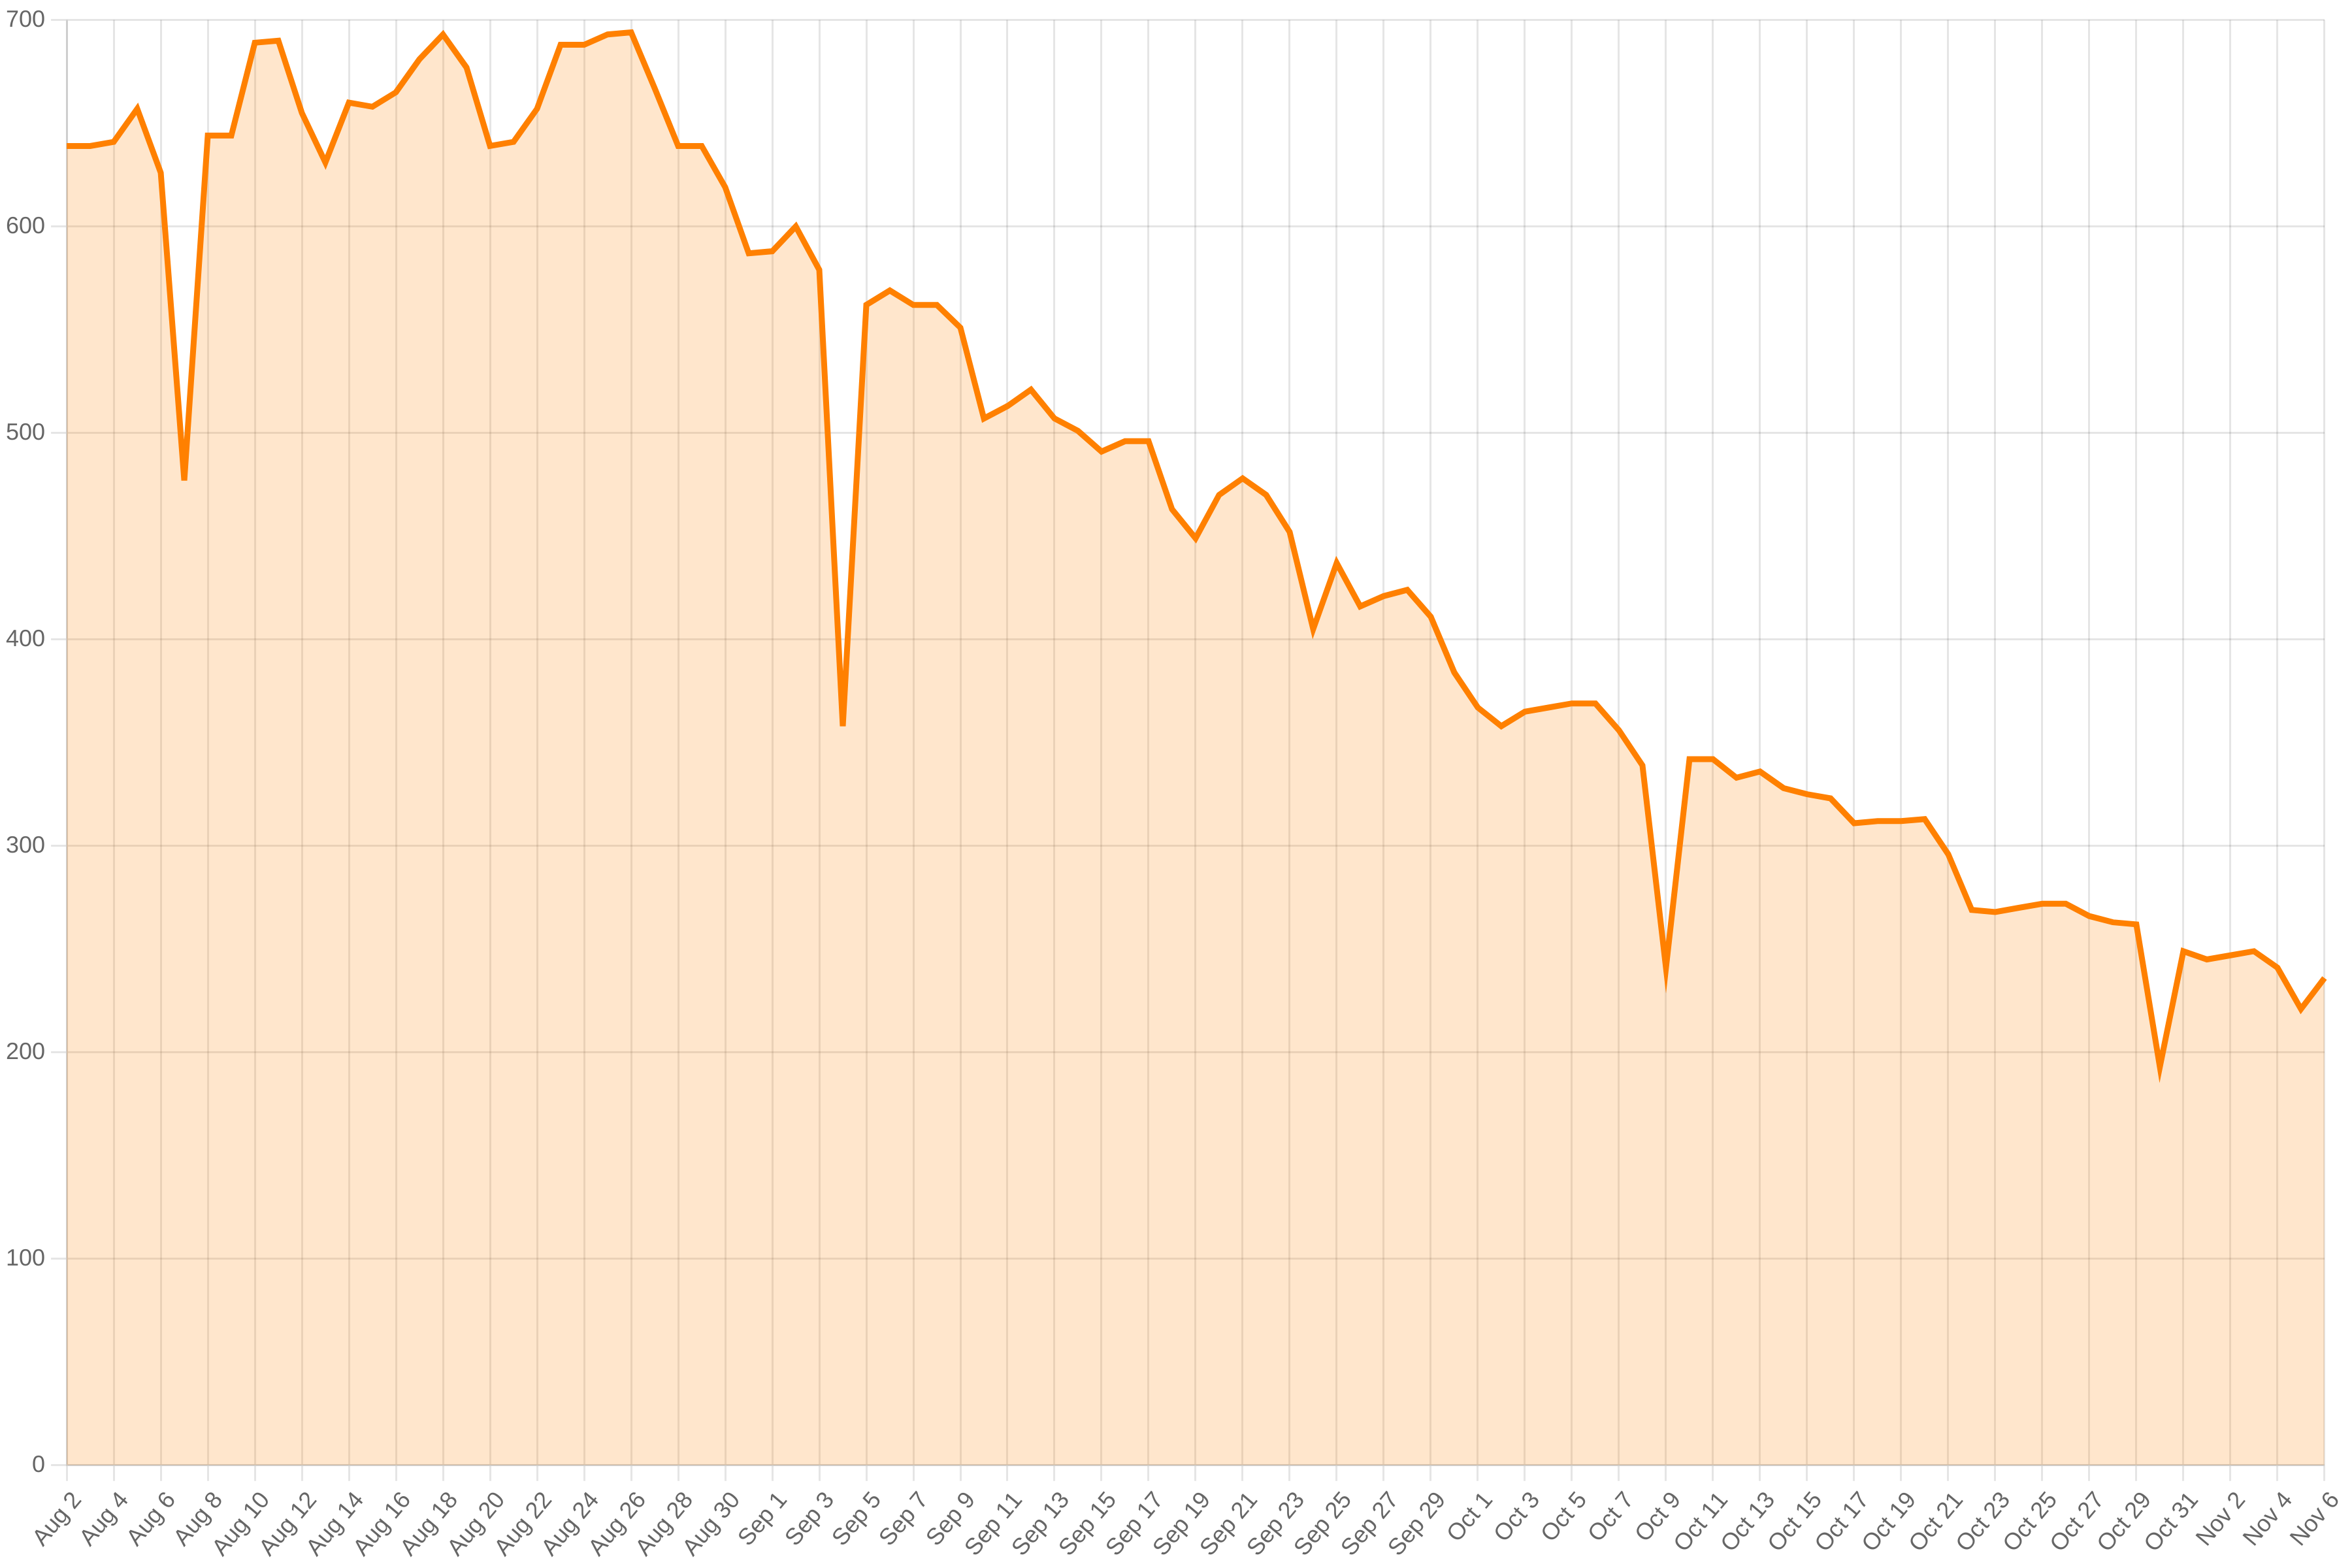 700
600
500
400
300
200
100
0
Aug 2
Aug 4
Aug 6
Aug 8
Aug 10
Aug 12
Aug 14
Aug 16
Aug 18
Aug 20
Aug 22
Aug 24
Aug 26
Aug 28
Aug 30
Sep 1
Sep 3
Sep 5
Sep 7
Sep 9
Sep 11
Sep 13
Sep 15
Sep 17
Sep 19
Sep 21
Sep 23
Sep 25
Sep 27
Sep 29
Oct 1
Oct 3
Oct 5
Oct 7
Oct 9
Oct 11
Oct 13
Oct 15
Oct 17
Oct 19
Oct 21
Oct 23
Oct 25
Oct 27
Oct 29
Oct 31
Nov 2
Nov 4
Nov 6